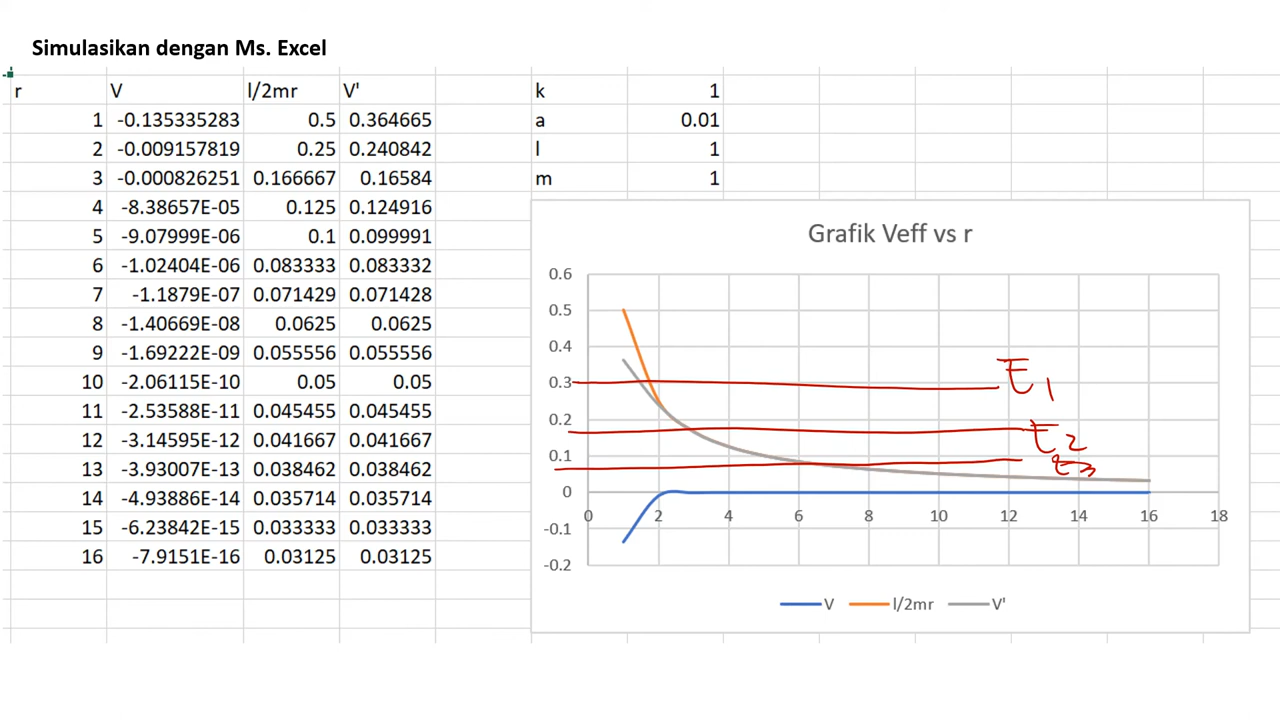 Simulasikan dengan Ms. Excel
r V l/2mr V' k 1
1 -0.135335283 0.5 0.364665 a 0.01
2 -0.009157819 0.25 0.240842 l 1
3 -0.000826251 0.166667 0.16584 m 1
4 -8.38657E-05 0.125 0.124916
5 -9.07999E-06 0.1 0.099991
6 -1.02404E-06 0.083333 0.083332
7 -1.1879E-07 0.071429 0.071428
8 -1.40669E-08 0.0625 0.0625
9 -1.69222E-09 0.055556 0.055556
10 -2.06115E-10 0.05 0.05
11 -2.53588E-11 0.045455 0.045455
12 -3.14595E-12 0.041667 0.041667
13 -3.93007E-13 0.038462 0.038462
14 -4.93886E-14 0.035714 0.035714
15 -6.23842E-15 0.033333 0.033333
16 -7.9151E-16 0.03125 0.03125
Grafik Veff vs r
0.6
0.5
0.4
0.3
0.2
0.1
0
-0.1
-0.2
0 2 4 6 8 10 12 14 16 18
E1
E2
E3
V l/2mr V'